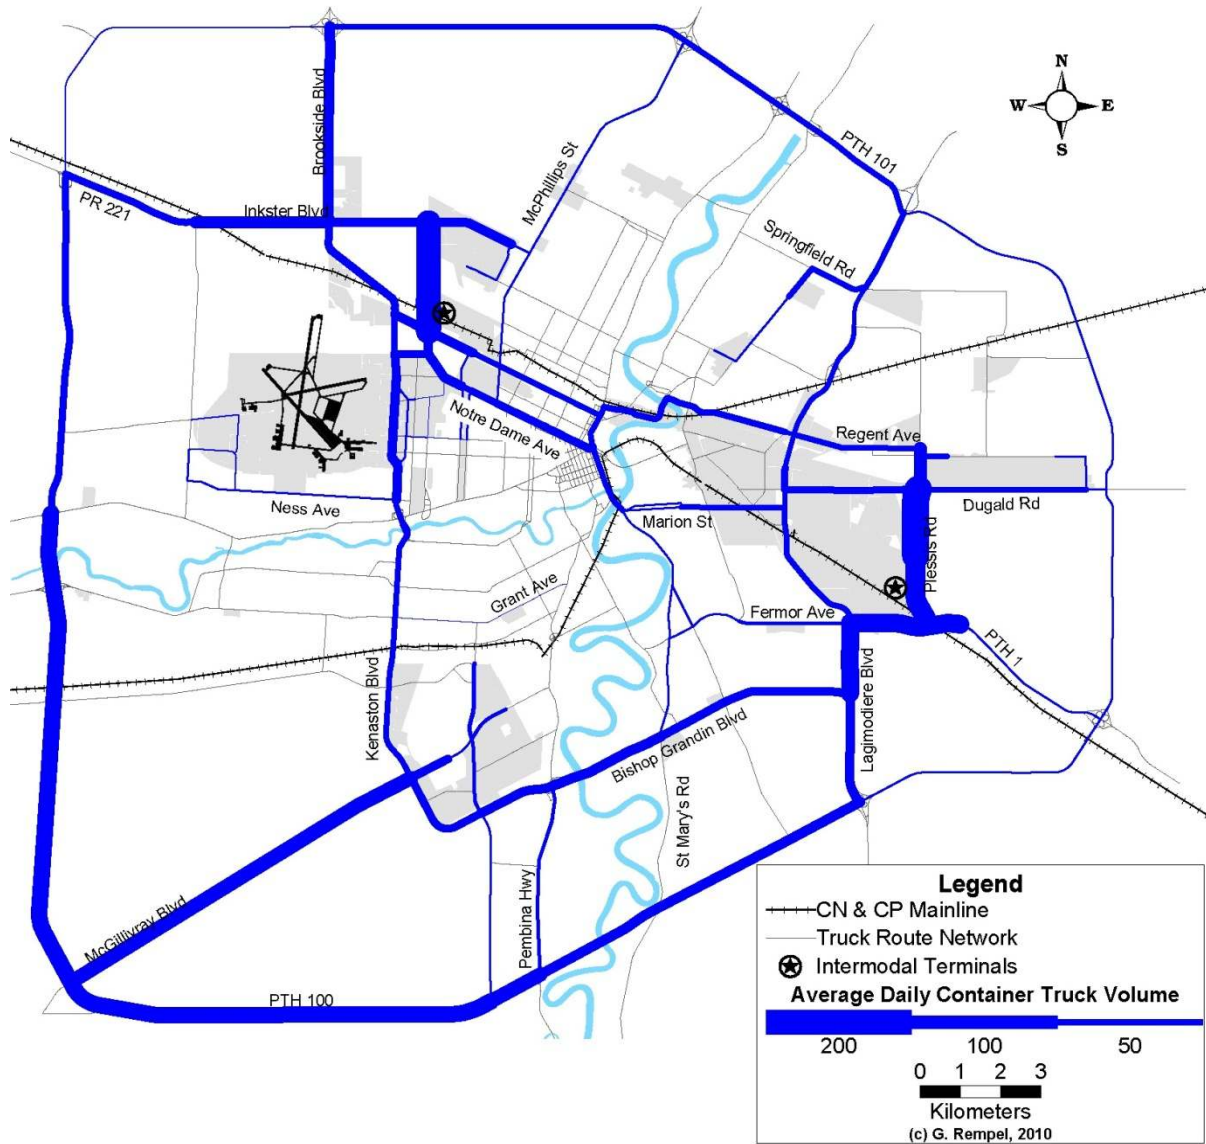 N
W
E
S
Brookside Blvd
PTH 101
McPhillips St
PR 221
Inkster Blvd
Springfield Rd
Notre Dame Ave
Regent Ave
Ness Ave
Marion St
Dugald Rd
Plessis Rd
Grant Ave
Fermor Ave
PTH 1
Kenaston Blvd
Lagimodiere Blvd
Bishop Grandin Blvd
St Mary's Rd
McGillivray Blvd
Pembina Hwy
PTH 100
Legend
CN & CP Mainline
Truck Route Network
Intermodal Terminals
Average Daily Container Truck Volume
200 100 50
0 1 2 3
Kilometers
(c) G. Rempel, 2010